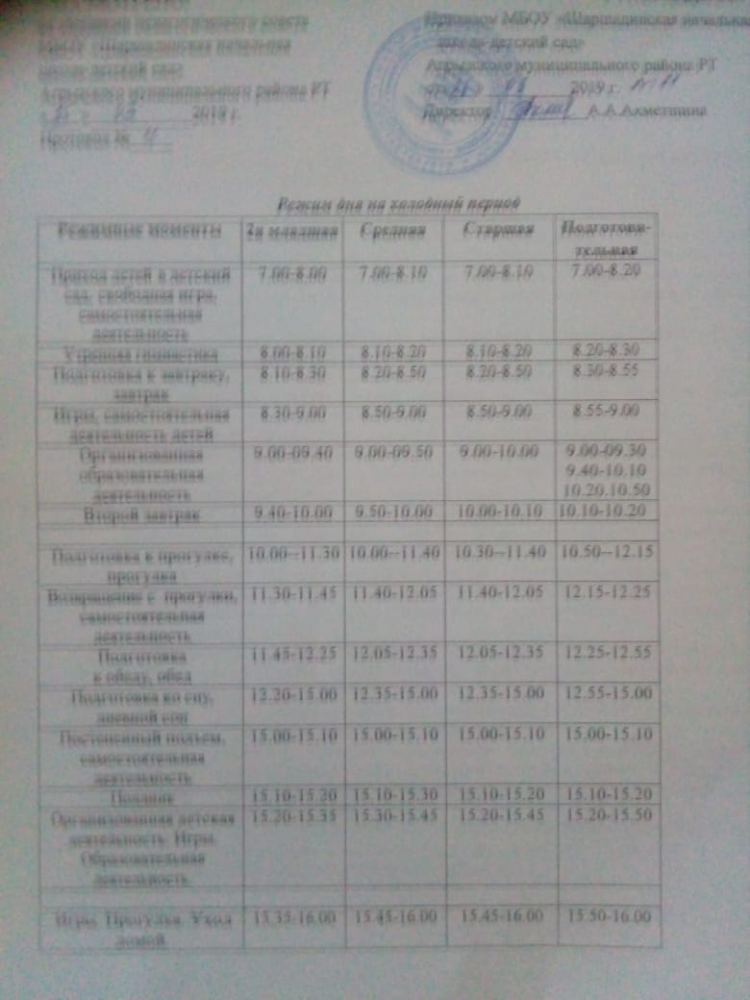 на заседании педагогического совета
МБОУ «Шаршадинская начальная
школа-детский сад»
Агрызского муниципального района РТ
2019 г.
Протокол №
Приказом МБОУ «Шаршадинская начальная
школа-детский сад»
Агрызского муниципального района РТ
от 2019 г.
Директор А.А.Ахметшина
Режим дня на холодный период
Режимные моменты 2я младшая Средняя Старшая Подготови-
тельная
Приход детей в детский 7.00-8.00 7.00-8.10 7.00-8.10 7.00-8.20
сад, свободная игра,
самостоятельная
деятельность
Утренняя гимнастика 8.00-8.10 8.10-8.20 8.10-8.20 8.20-8.30
Подготовка к завтраку, 8.10-8.30 8.20-8.50 8.20-8.50 8.30-8.55
завтрак
Игры, самостоятельная 8.30-9.00 8.50-9.00 8.50-9.00 8.55-9.00
деятельность детей
Организованная 9.00-09.40 9.00-09.50 9.00-10.00 9.00-09.30
образовательная 9.40-10.10
деятельность 10.20.10.50
Второй завтрак 9.40-10.00 9.50-10.00 10.00-10.10 10.10-10.20
Подготовка к прогулке, 10.00--11.30 10.00--11.40 10.30--11.40 10.50--12.15
прогулка
Возвращение с прогулки, 11.30-11.45 11.40-12.05 11.40-12.05 12.15-12.25
самостоятельная
деятельность
Подготовка 11.45-12.25 12.05-12.35 12.05-12.35 12.25-12.55
к обеду, обед
Подготовка ко сну, 12.20-15.00 12.35-15.00 12.35-15.00 12.55-15.00
дневной сон
Постепенный подъем, 15.00-15.10 15.00-15.10 15.00-15.10 15.00-15.10
самостоятельная
деятельность
Полдник 15.10-15.20 15.10-15.30 15.10-15.20 15.10-15.20
Организованная детская 15.20-15.35 15.30-15.45 15.20-15.45 15.20-15.50
деятельность. Игры.
Образовательная
деятельность
Игры. Прогулка. Уход 15.35-16.00 15.45-16.00 15.45-16.00 15.50-16.00
домой